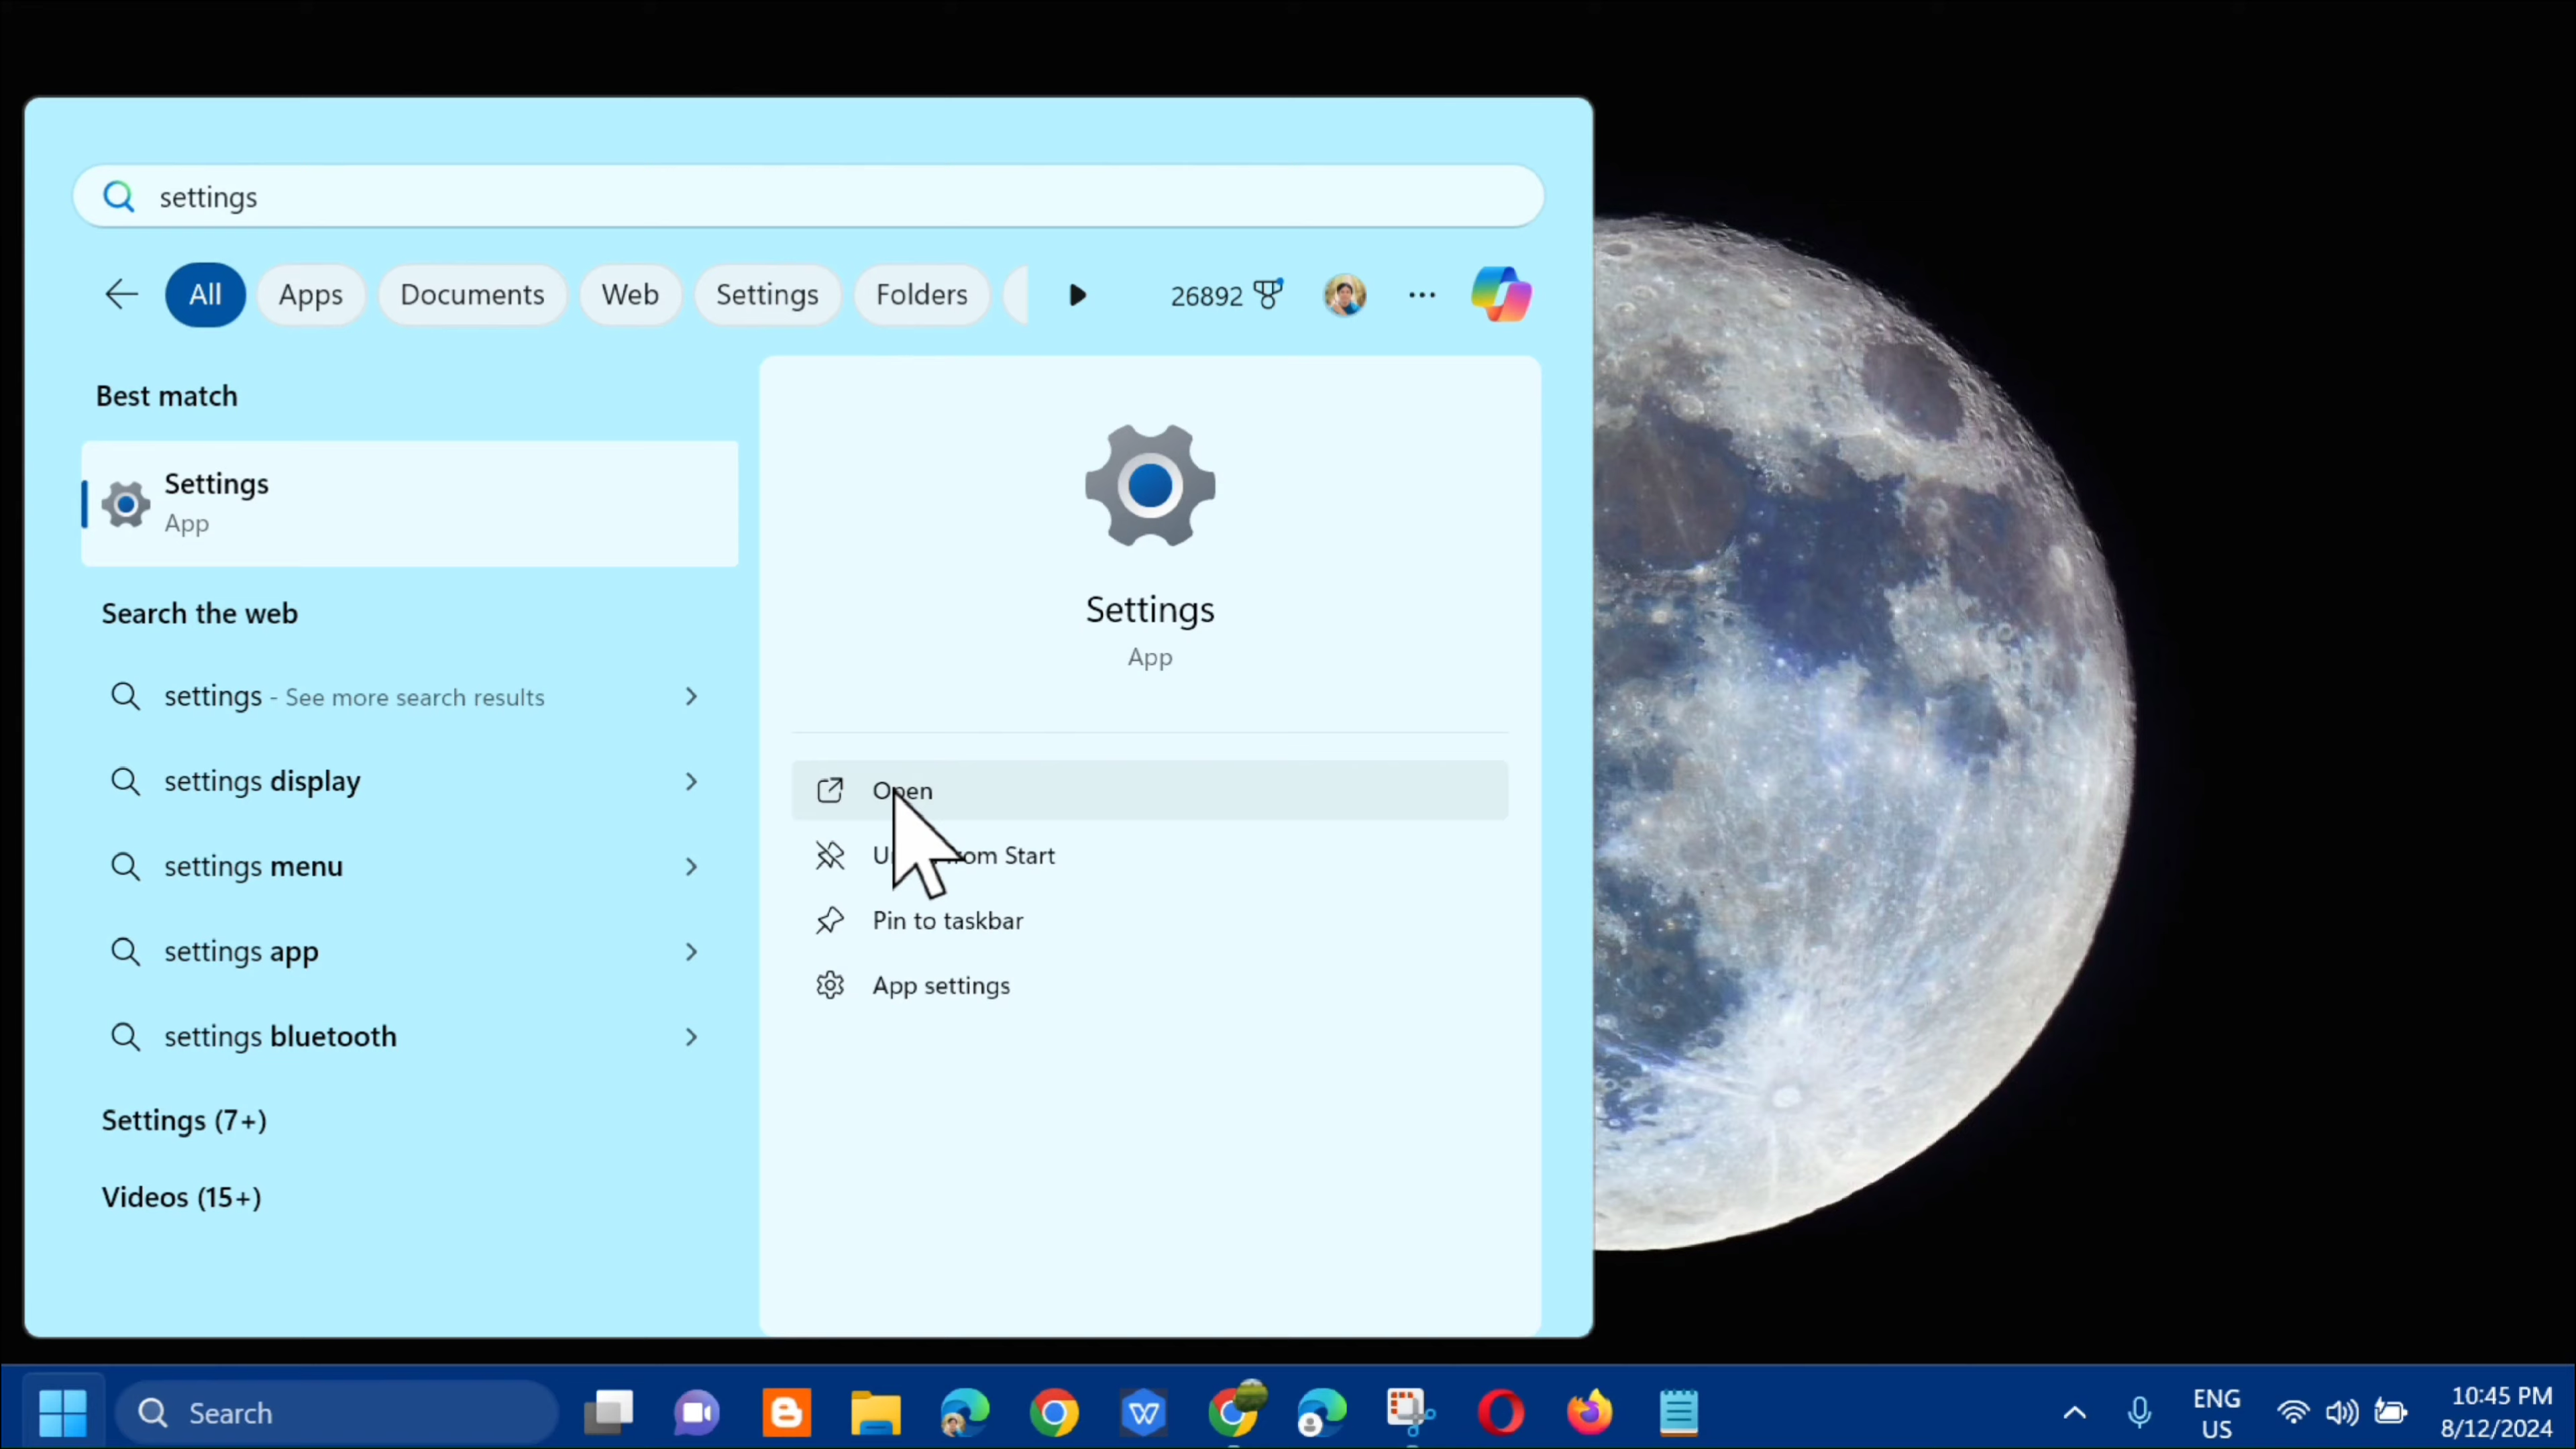 settings
All
Apps
Documents
Web
Settings
Folders
26892
Best match
Settings
App
Search the web
settings - See more search results
settings display
settings menu
settings app
settings bluetooth
Settings (7+)
Videos (15+)
Settings
App
Open
from Start
Pin to taskbar
App settings
Search
ENG
US
10:45 PM
8/12/2024